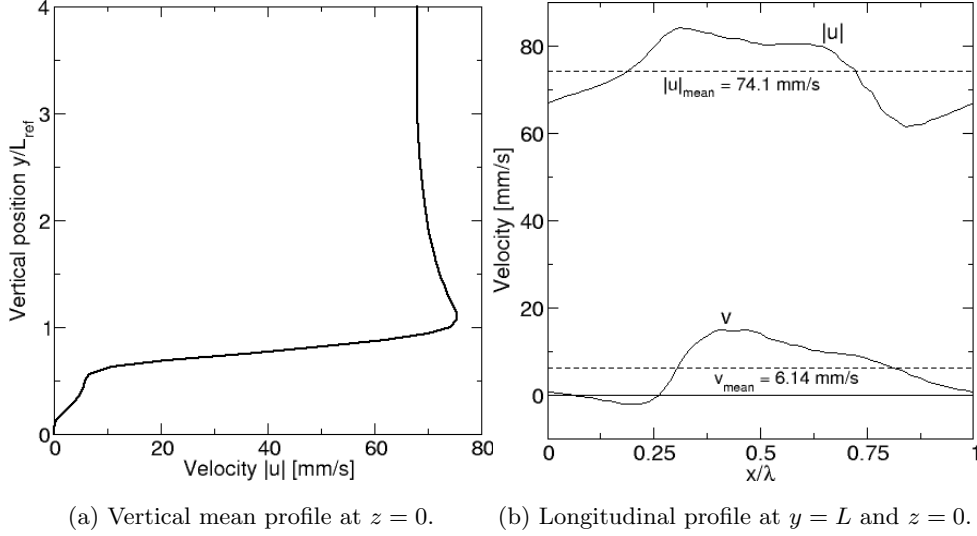 4
3
2
1
0
0
20
40
60
80
Vertical position y/L_ref
Velocity |u| [mm/s]
(a) Vertical mean profile at z = 0.
80
60
40
20
0
0
0.25
0.5
0.75
1
Velocity [mm/s]
x/λ
|u|
|u|_mean = 74.1 mm/s
v
v_mean = 6.14 mm/s
(b) Longitudinal profile at y = L and z = 0.